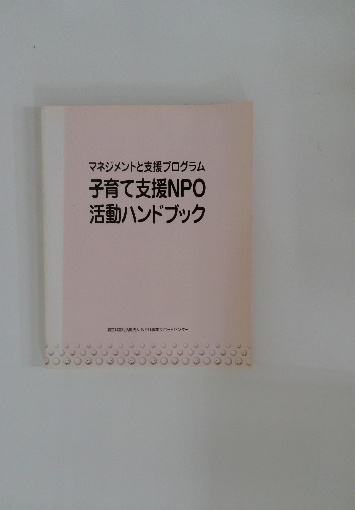 マネジメントと支援プログラム
子育て支援NPO
活動ハンドブック